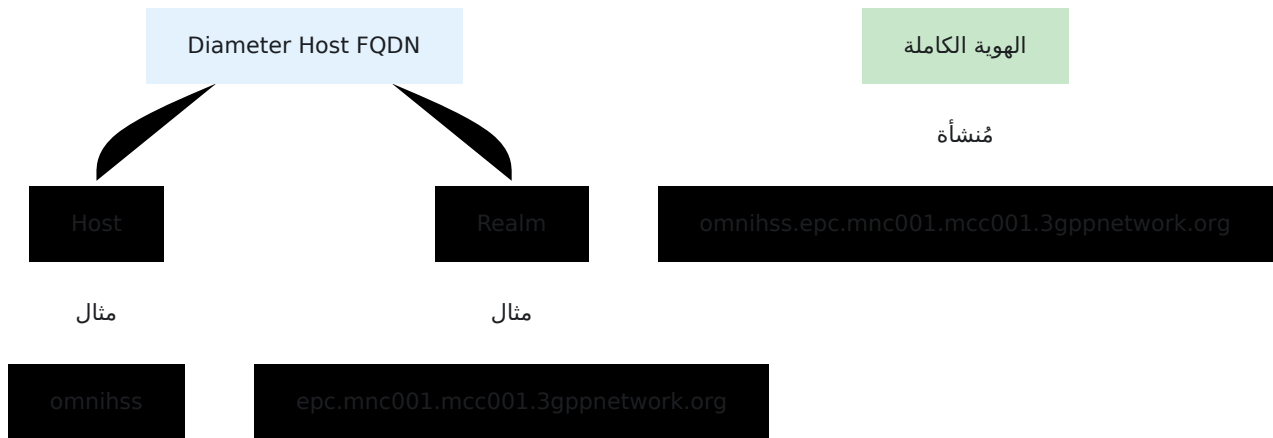 Diameter Host FQDN
الهوية الكاملة
مُنشأة
Host
Realm
omnihss.epc.mnc001.mcc001.3gppnetwork.org
مثال
مثال
omnihss
epc.mnc001.mcc001.3gppnetwork.org